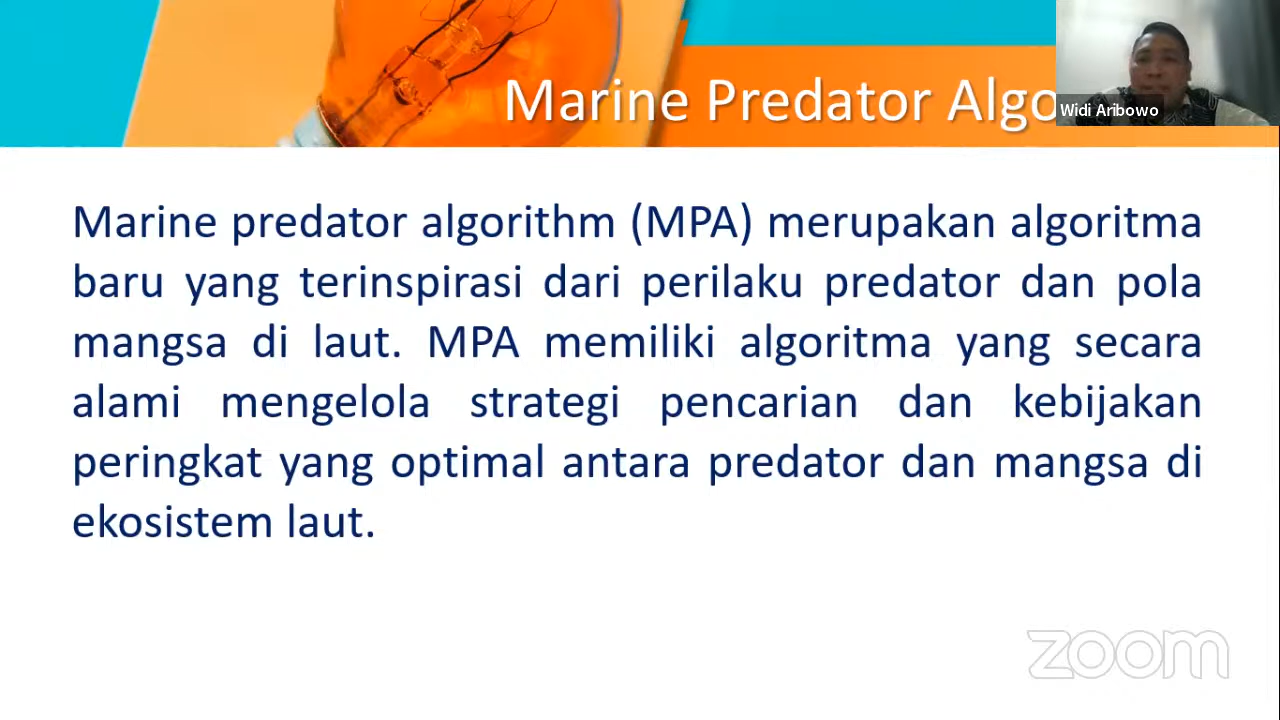 Marine Predator Algo
Widi Aribowo
Marine predator algorithm (MPA) merupakan algoritma
baru yang terinspirasi dari perilaku predator dan pola
mangsa di laut. MPA memiliki algoritma yang secara
alami mengelola strategi pencarian dan kebijakan
peringkat yang optimal antara predator dan mangsa di
ekosistem laut.
zoom